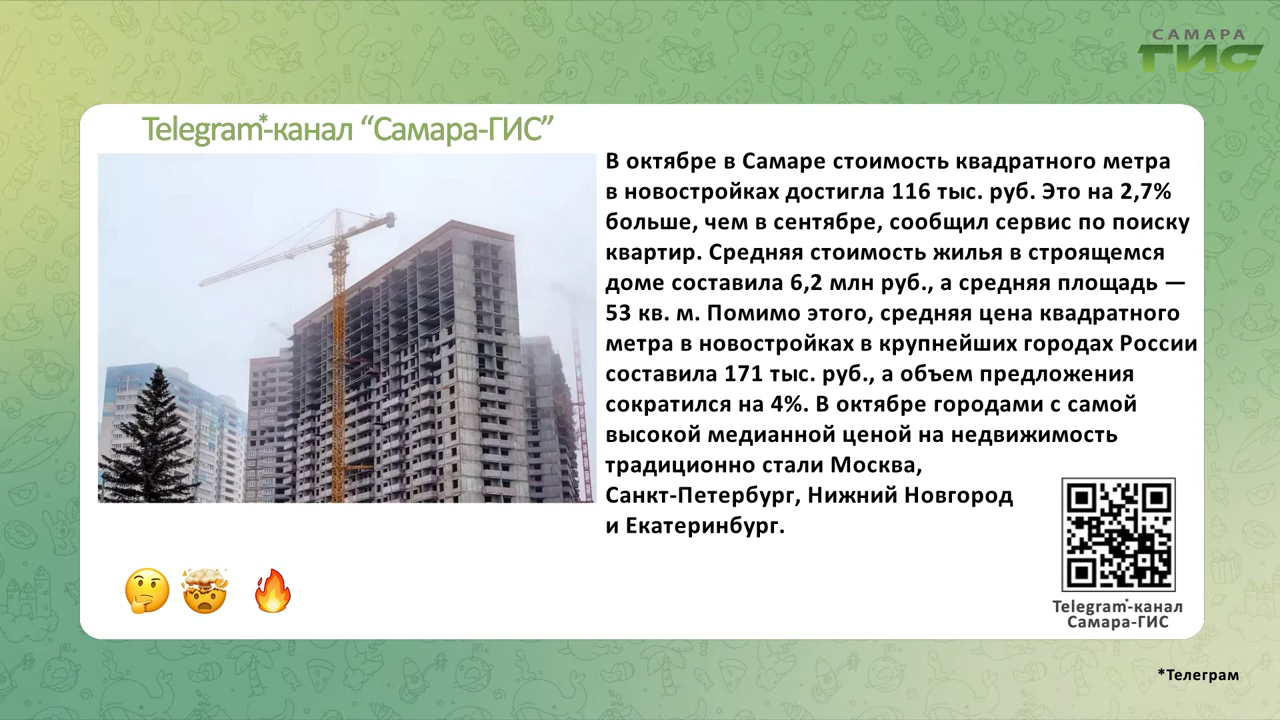 САМАРА
ГИС
Telegram*-канал “Самара-ГИС”
В октябре в Самаре стоимость квадратного метра
в новостройках достигла 116 тыс. руб. Это на 2,7%
больше, чем в сентябре, сообщил сервис по поиску
квартир. Средняя стоимость жилья в строящемся
доме составила 6,2 млн руб., а средняя площадь —
53 кв. м. Помимо этого, средняя цена квадратного
метра в новостройках в крупнейших городах России
составила 171 тыс. руб., а объем предложения
сократился на 4%. В октябре городами с самой
высокой медианной ценой на недвижимость
традиционно стали Москва,
Санкт-Петербург, Нижний Новгород
и Екатеринбург.
Telegram*-канал
Самара-ГИС
*Телеграм